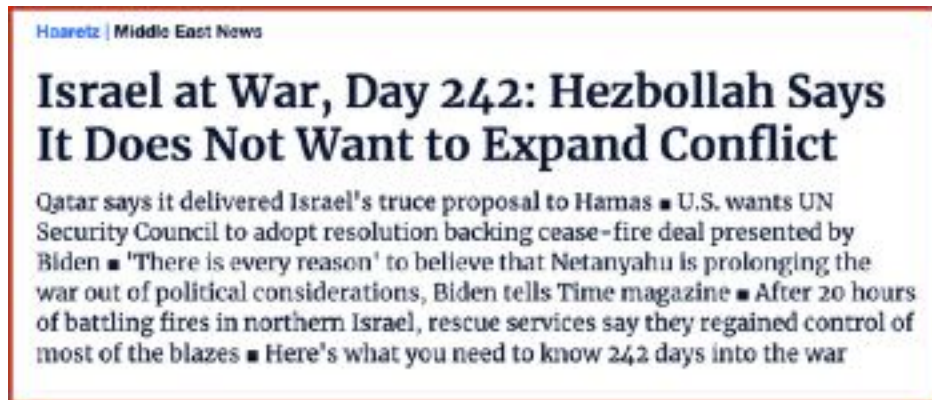 Haaretz | Middle East News
Israel at War, Day 242: Hezbollah Says
It Does Not Want to Expand Conflict
Qatar says it delivered Israel's truce proposal to Hamas ■ U.S. wants UN
Security Council to adopt resolution backing cease-fire deal presented by
Biden ■ 'There is every reason' to believe that Netanyahu is prolonging the
war out of political considerations, Biden tells Time magazine ■ After 20 hours
of battling fires in northern Israel, rescue services say they regained control of
most of the blazes ■ Here's what you need to know 242 days into the war